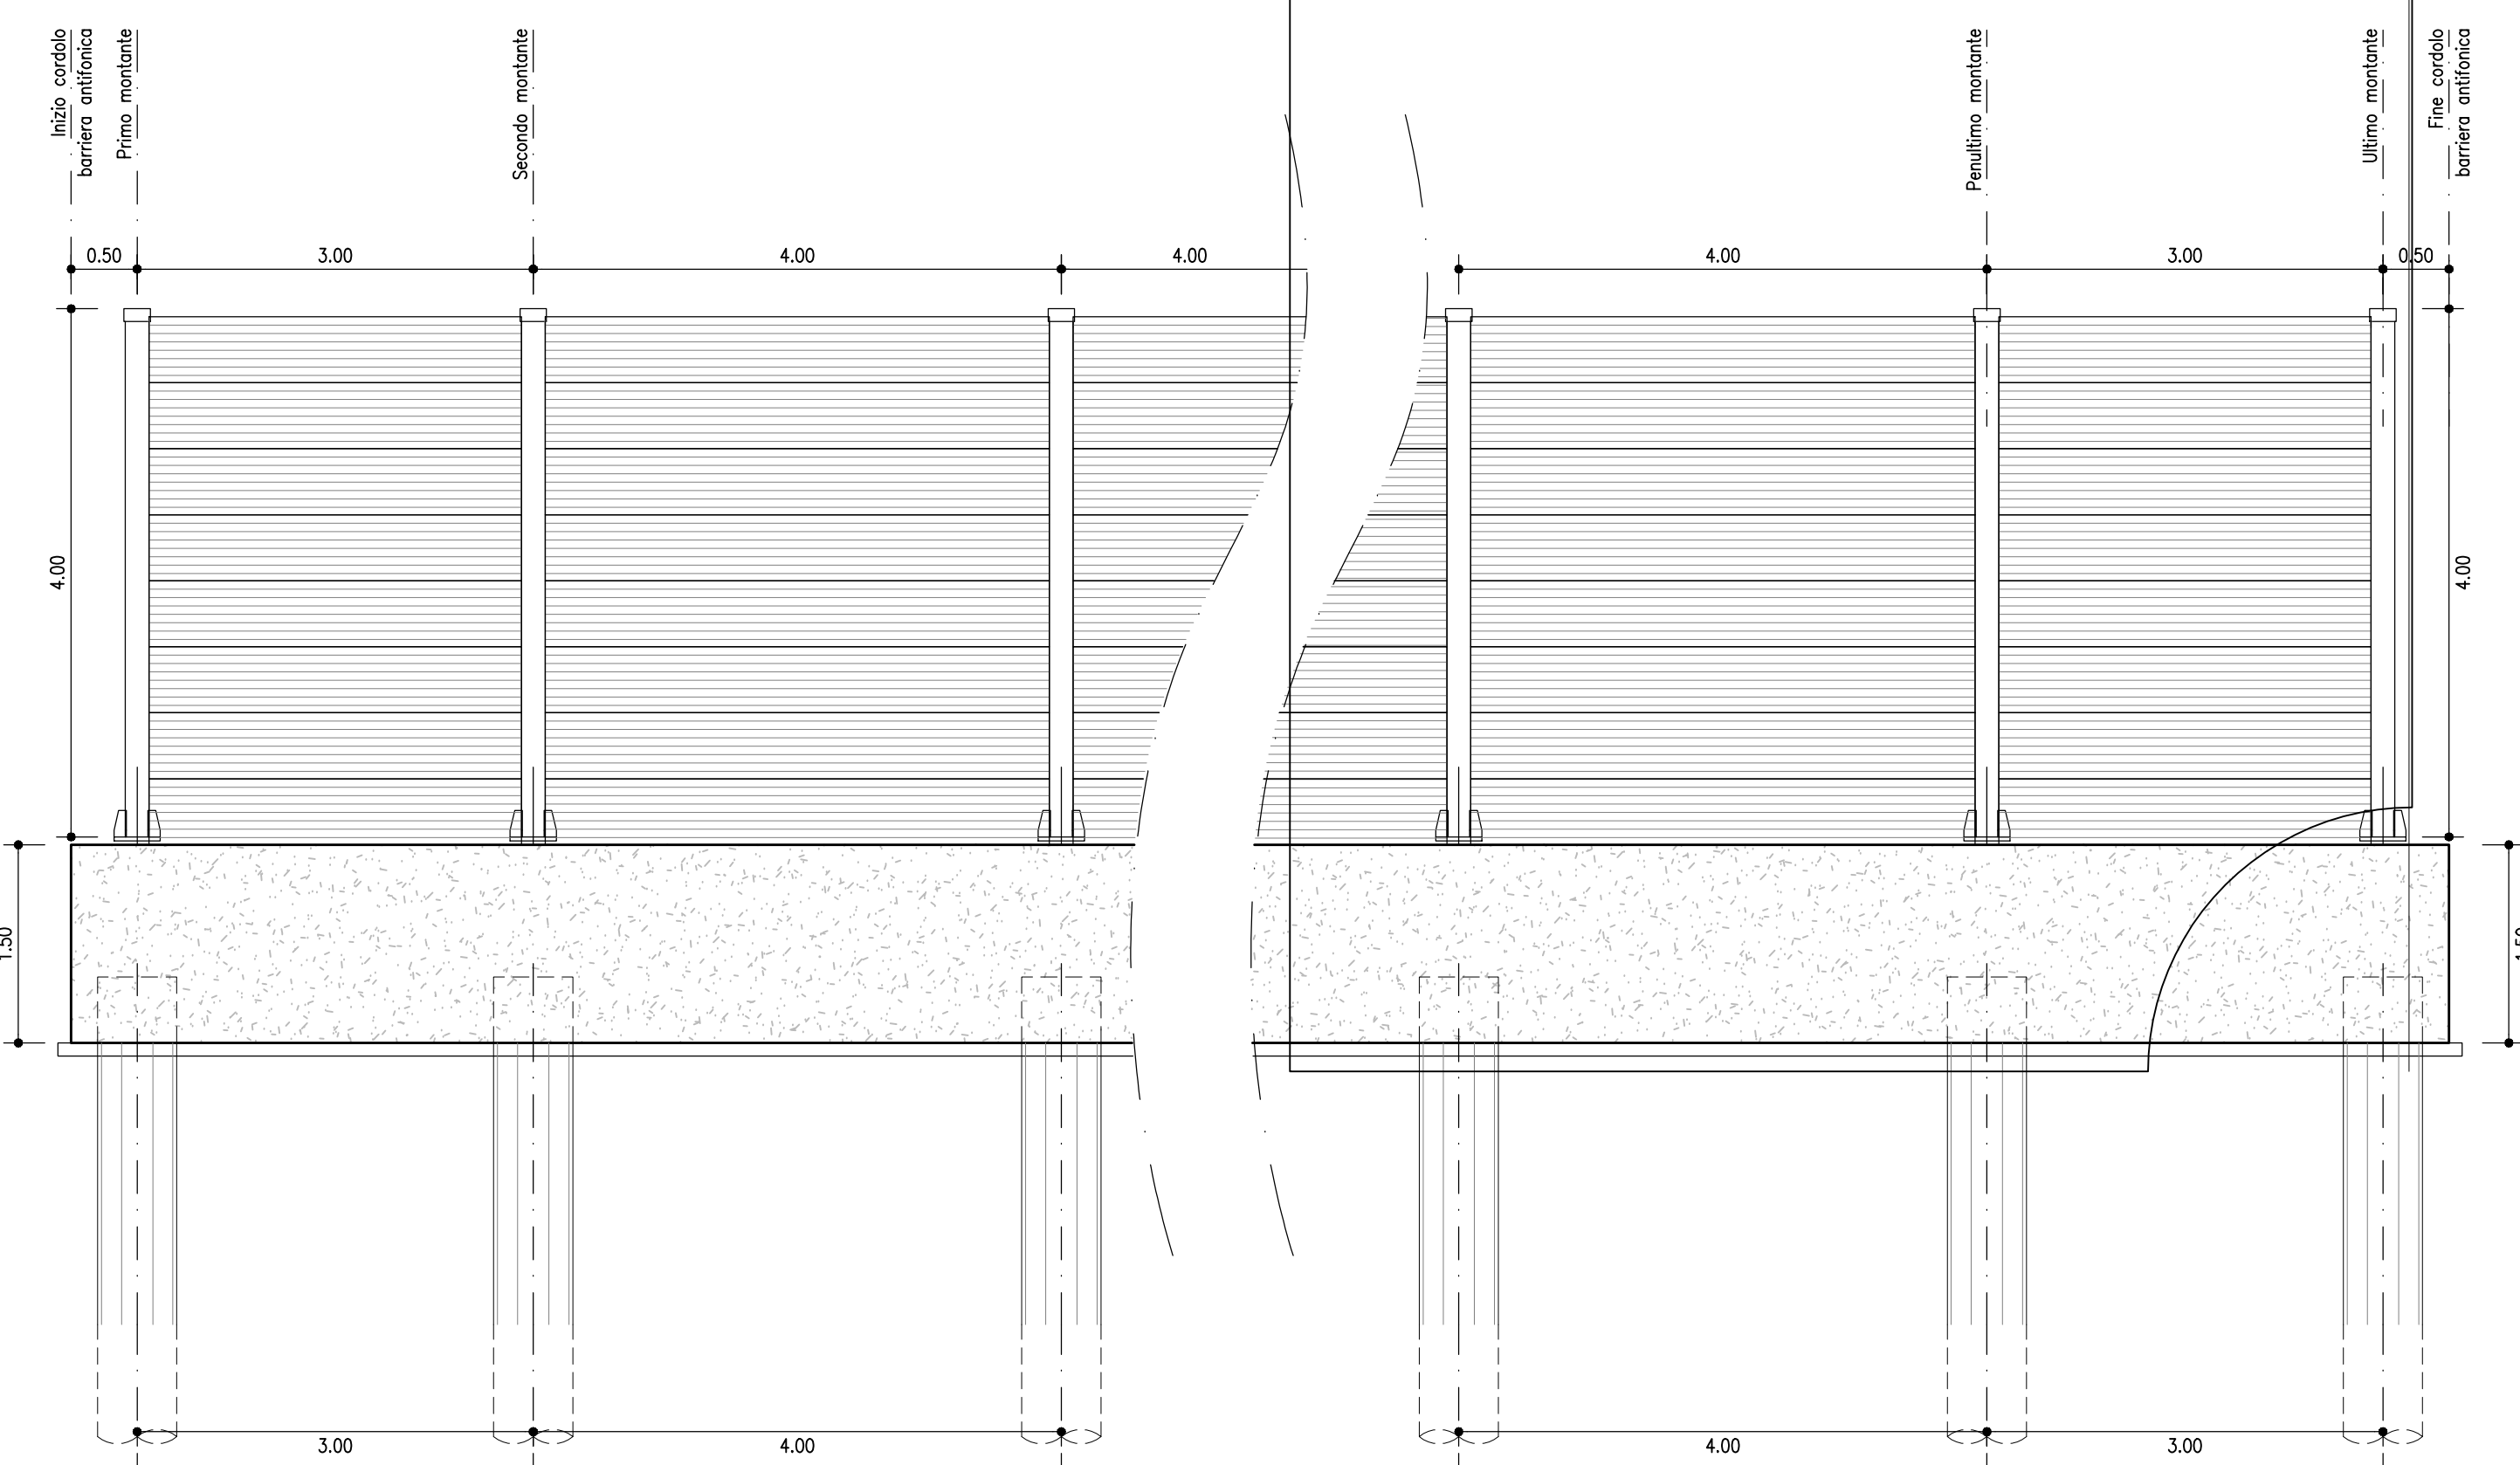 Inizio cordolo
barriera antifonica
Primo montante
Secondo montante
Penultimo montante
Ultimo montante
Fine cordolo
barriera antifonica
0.50
3.00
4.00
4.00
4.00
3.00
0.50
4.00
4.00
1.50
3.00
4.00
4.00
3.00